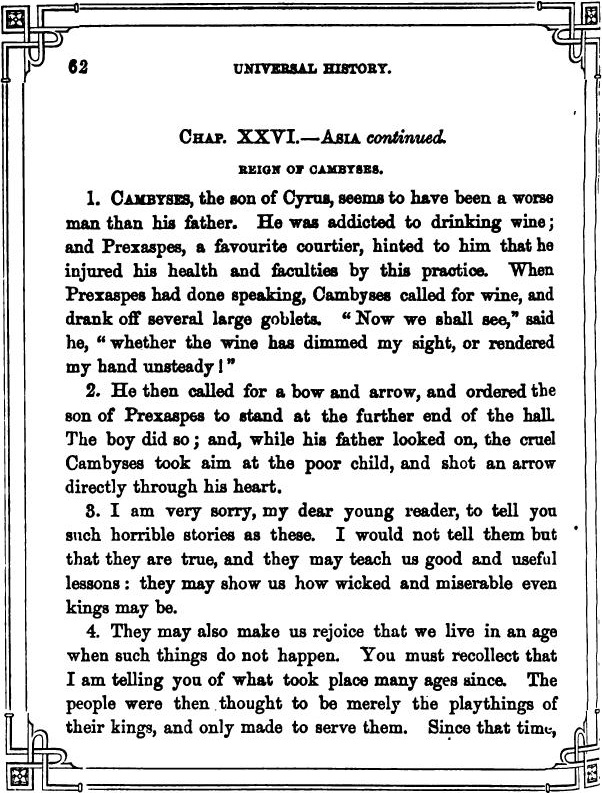 62 UNIVERSAL HISTORY.
CHAP. XXVI.—ASIA continued.
REIGN OF CAMBYSES.
1. CAMBYSES, the son of Cyrus, seems to have been a worse
man than his father. He was addicted to drinking wine;
and Prexaspes, a favourite courtier, hinted to him that he
injured his health and faculties by this practice. When
Prexaspes had done speaking, Cambyses called for wine, and
drank off several large goblets. “Now we shall see,” said
he, “whether the wine has dimmed my sight, or rendered
my hand unsteady!”
2. He then called for a bow and arrow, and ordered the
son of Prexaspes to stand at the further end of the hall.
The boy did so; and, while his father looked on, the cruel
Cambyses took aim at the poor child, and shot an arrow
directly through his heart.
3. I am very sorry, my dear young reader, to tell you
such horrible stories as these. I would not tell them but
that they are true, and they may teach us good and useful
lessons: they may show us how wicked and miserable even
kings may be.
4. They may also make us rejoice that we live in an age
when such things do not happen. You must recollect that
I am telling you of what took place many ages since. The
people were then thought to be merely the playthings of
their kings, and only made to serve them. Since that time,